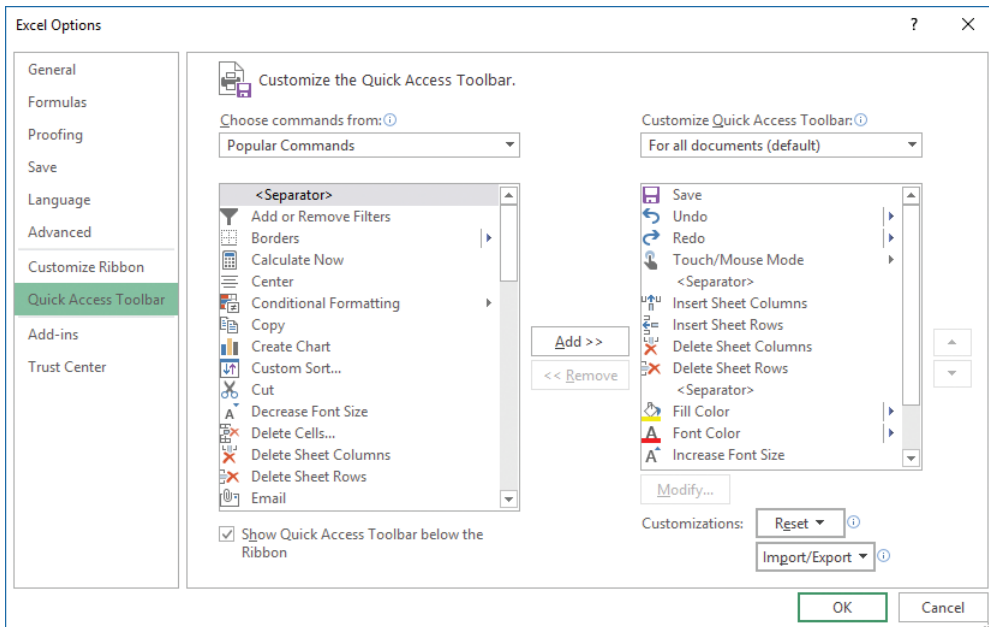 Excel Options
?
General
Formulas
Proofing
Save
Language
Advanced
Customize Ribbon
Quick Access Toolbar
Add-ins
Trust Center
Customize the Quick Access Toolbar.
Choose commands from:
Popular Commands
<Separator>
Add or Remove Filters
Borders
Calculate Now
Center
Conditional Formatting
Copy
Create Chart
Custom Sort...
Cut
Decrease Font Size
Delete Cells...
Delete Sheet Columns
Delete Sheet Rows
Email
Show Quick Access Toolbar below the
Ribbon
Add >>
<< Remove
Customize Quick Access Toolbar:
For all documents (default)
Save
Undo
Redo
Touch/Mouse Mode
<Separator>
Insert Sheet Columns
Insert Sheet Rows
Delete Sheet Columns
Delete Sheet Rows
<Separator>
Fill Color
Font Color
Increase Font Size
Modify...
Customizations: Reset
Import/Export
OK Cancel